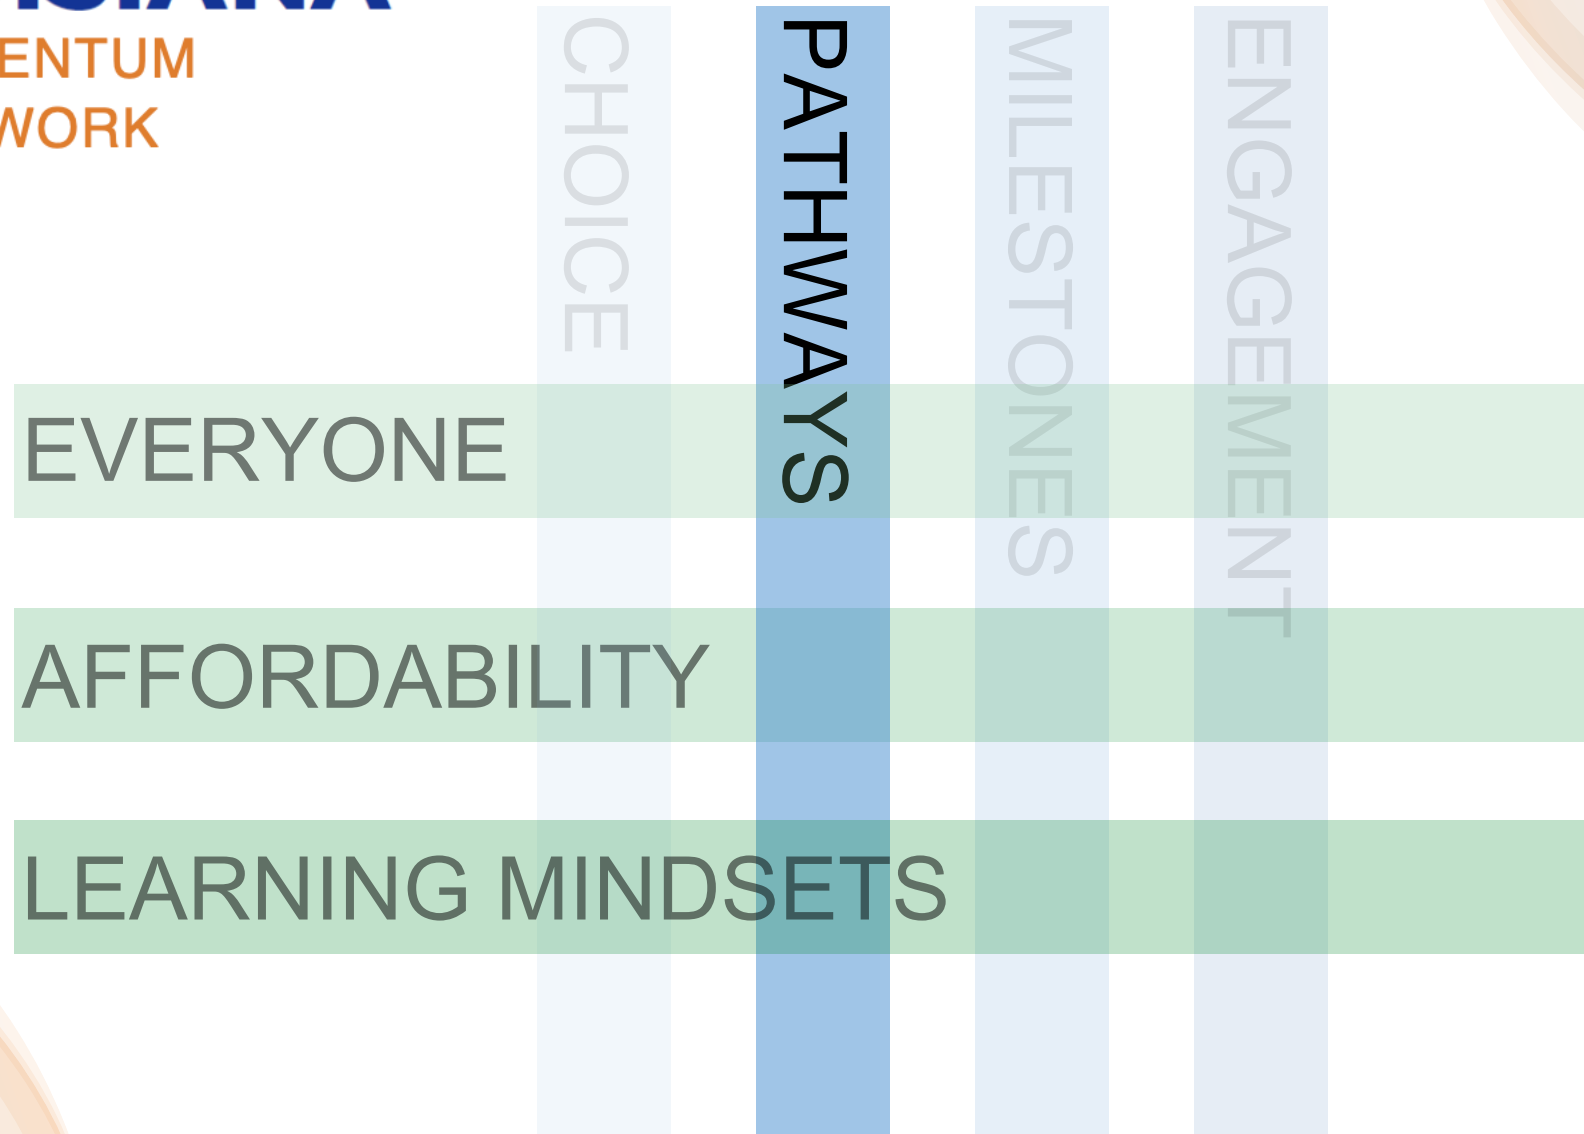 ENTUM
WORK
CHOICE
PATHWAYS
MILESTONES
ENGAGEMENT
EVERYONE
AFFORDABILITY
LEARNING MINDSETS